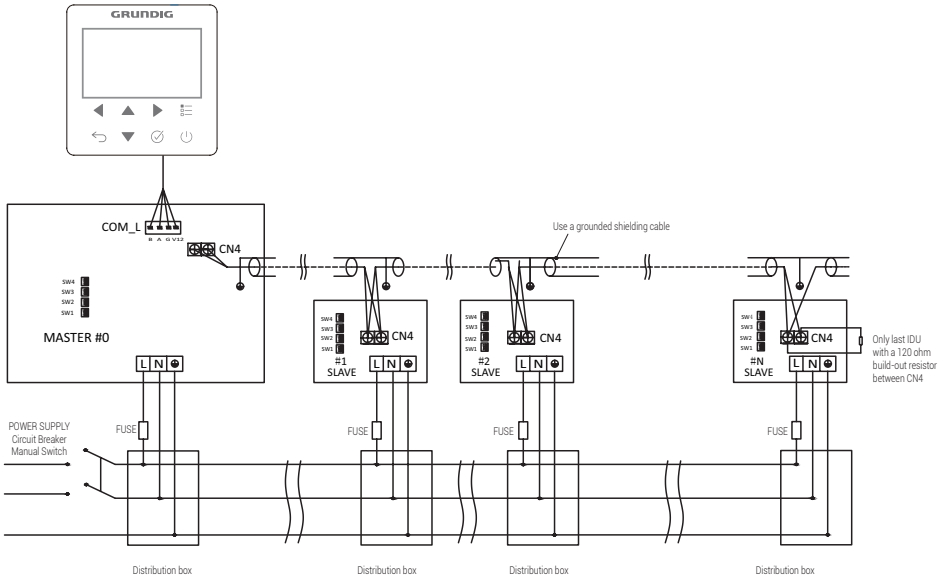 GRUNDIG
COM_L
B A G V12
CN4
Use a grounded shielding cable
SW4
SW3
SW2
SW1
MASTER #0
L N
SW4
SW3
SW2
SW1
CN4
#1
SLAVE
L N
SW4
SW3
SW2
SW1
CN4
#2
SLAVE
L N
SW4
SW3
SW2
SW1
CN4
#N
SLAVE
L N
Only last IDU
with a 120 ohm
build-out resistor
between CN4
POWER SUPPLY
Circuit Breaker
Manual Switch
FUSE
FUSE
FUSE
FUSE
Distribution box
Distribution box
Distribution box
Distribution box